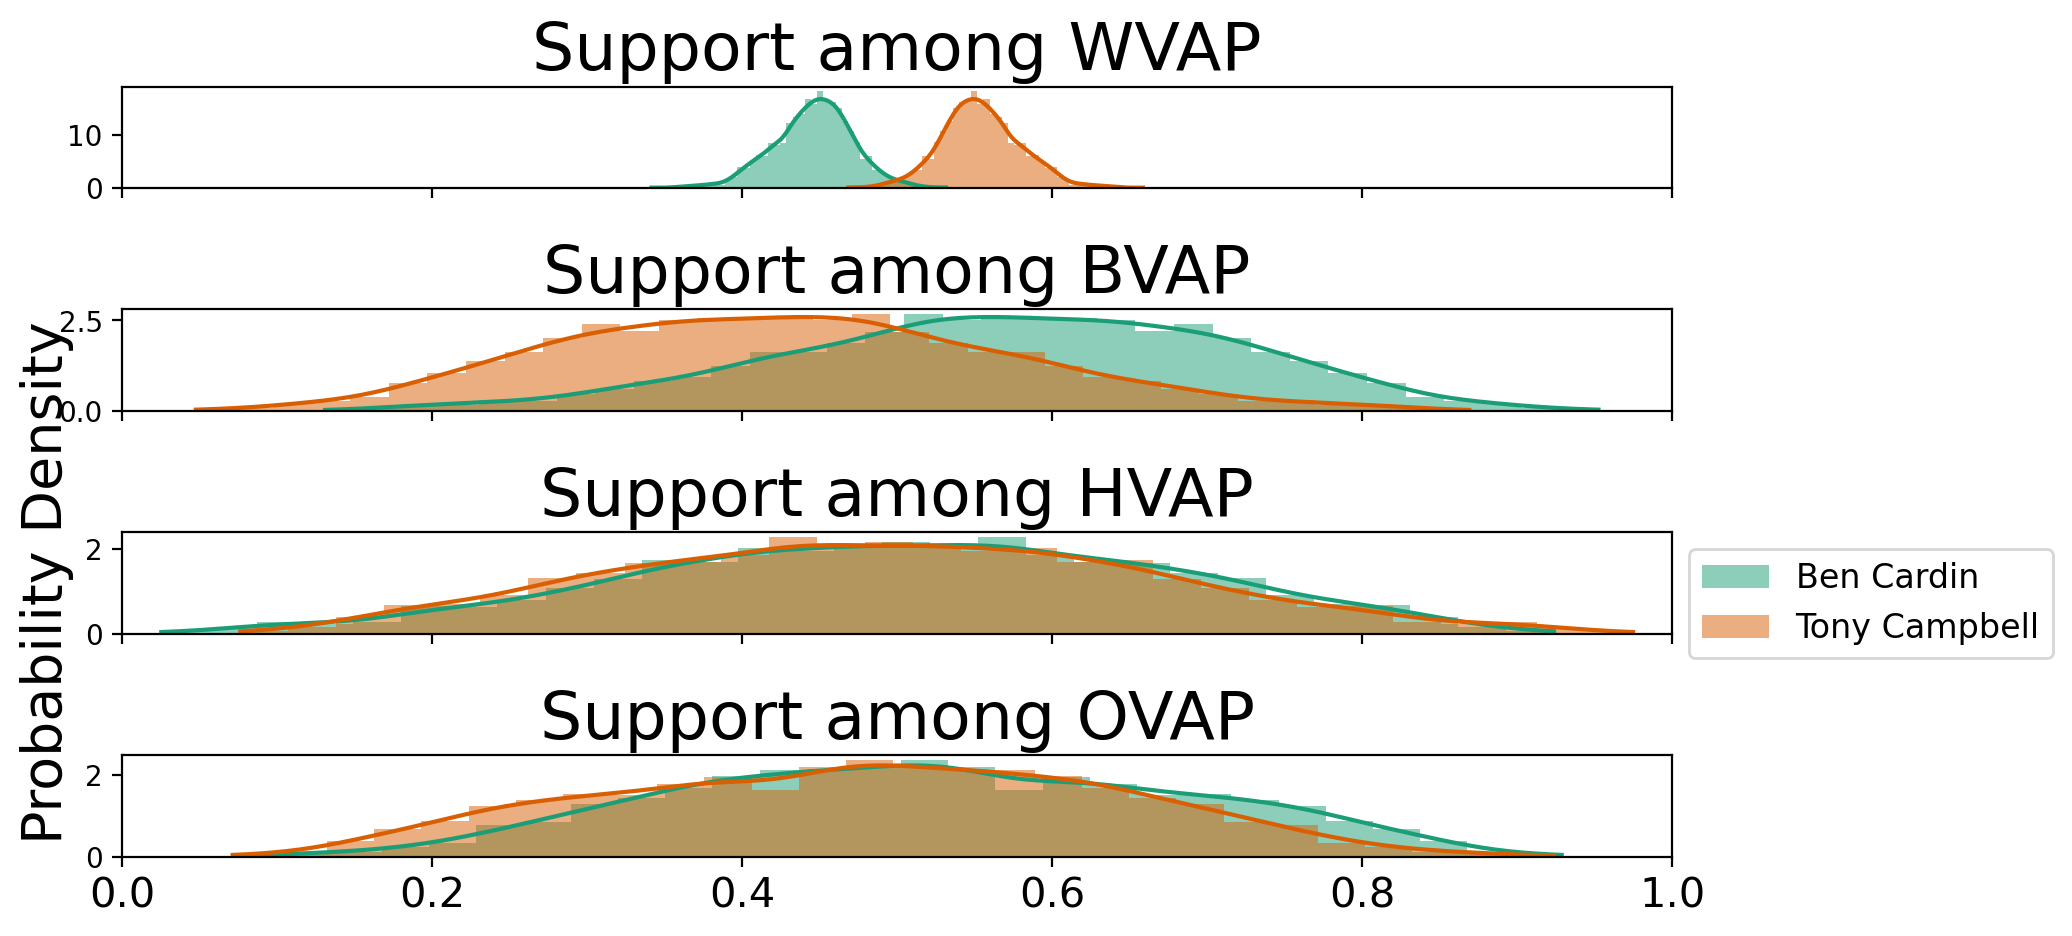 Support among WVAP
10
0
Support among BVAP
2.5
0.0
Support among HVAP
2
0
Support among OVAP
2
0
0.0 0.2 0.4 0.6 0.8 1.0
Probability Density
Ben Cardin
Tony Campbell